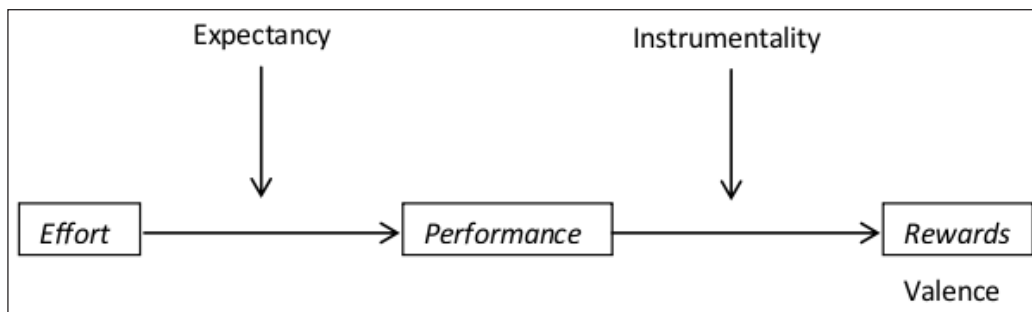 Expectancy
Instrumentality
Effort
Performance
Rewards
Valence